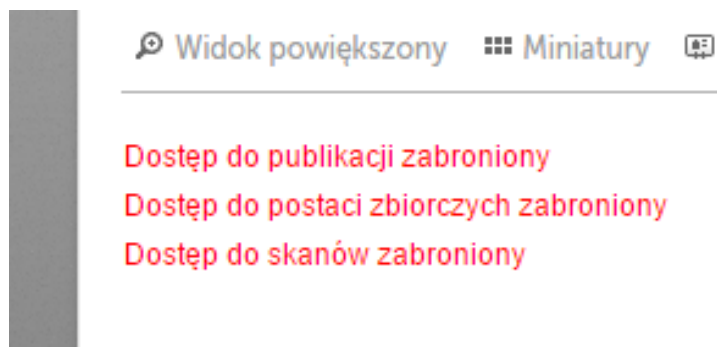 Widok powiększony Miniatury
Dostęp do publikacji zabroniony
Dostęp do postaci zbiorczych zabroniony
Dostęp do skanów zabroniony